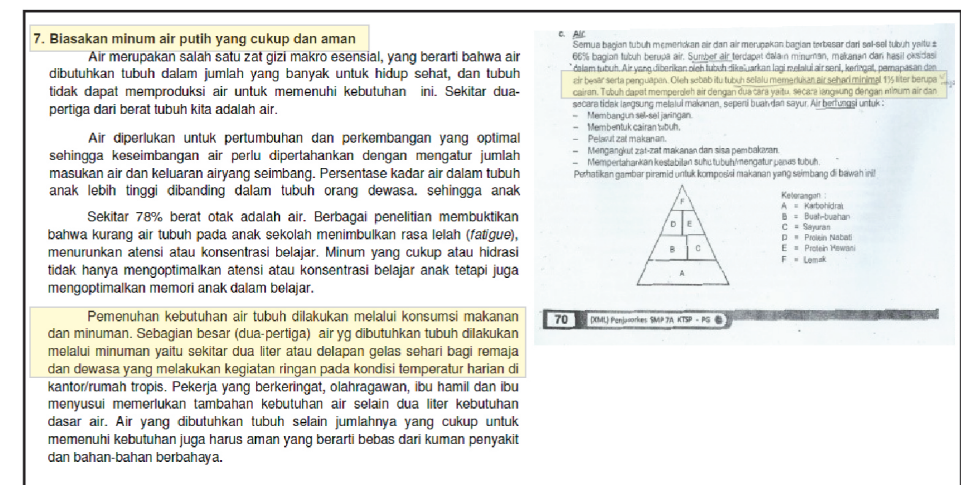 7. Biasakan minum air putih yang cukup dan aman
Air merupakan salah satu zat gizi makro esensial, yang berarti bahwa air
dibutuhkan tubuh dalam jumlah yang banyak untuk hidup sehat, dan tubuh
tidak dapat memproduksi air untuk memenuhi kebutuhan ini. Sekitar dua-
pertiga dari berat tubuh kita adalah air.
Air diperlukan untuk pertumbuhan dan perkembangan yang optimal
sehingga keseimbangan air perlu dipertahankan dengan mengatur jumlah
masukan air dan keluaran airyang seimbang. Persentase kadar air dalam tubuh
anak lebih tinggi dibanding dalam tubuh orang dewasa. sehingga anak
Sekitar 78% berat otak adalah air. Berbagai penelitian membuktikan
bahwa kurang air tubuh pada anak sekolah menimbulkan rasa lelah (fatigue),
menurunkan atensi atau konsentrasi belajar. Minum yang cukup atau hidrasi
tidak hanya mengoptimalkan atensi atau konsentrasi belajar anak tetapi juga
mengoptimalkan memori anak dalam belajar.
Pemenuhan kebutuhan air tubuh dilakukan melalui konsumsi makanan
dan minuman. Sebagian besar (dua-pertiga) air yg dibutuhkan tubuh dilakukan
melalui minuman yaitu sekitar dua liter atau delapan gelas sehari bagi remaja
dan dewasa yang melakukan kegiatan ringan pada kondisi temperatur harian di
kantor/rumah tropis. Pekerja yang berkeringat, olahragawan, ibu hamil dan ibu
menyusui memerlukan tambahan kebutuhan air selain dua liter kebutuhan
dasar air. Air yang dibutuhkan tubuh selain jumlahnya yang cukup untuk
memenuhi kebutuhan juga harus aman yang berarti bebas dari kuman penyakit
dan bahan-bahan berbahaya.
c. Air
Semua bagian tubuh memerlukan air dan air merupakan bagian terbesar dari sel-sel tubuh yaitu ±
66% bagian tubuh berupa air. Sumber air terdapat dalam minuman, makanan dan hasil oksidasi
dalam tubuh. Air yang diberikan oleh tubuh dikeluarkan lagi melalui air seni, keringat, pernapasan dan
air besar serta penguapan. Oleh sebab itu tubuh selalu memerlukan air sehari minimal 1½ liter berupa
cairan. Tubuh dapat memperoleh air dengan dua cara yaitu secara langsung dengan minum air dan
secara tidak langsung melalui makanan, seperti buah dan sayur. Air berfungsi untuk :
– Membangun sel-sel jaringan.
– Membentuk cairan tubuh.
– Pelarut zat makanan.
– Mengangkut zat-zat makanan dan sisa pembakaran.
– Mempertahankan kestabilan suhu tubuh/mengatur panas tubuh.
Perhatikan gambar piramid untuk komposisi makanan yang seimbang di bawah ini!
F
D E
B C
A
Keterangan :
A = Karbohidrat
B = Buah-buahan
C = Sayuran
D = Protein Nabati
E = Protein Hewani
F = Lemak
70 (XML) Penjasorkes SMP 7A KTSP - PG